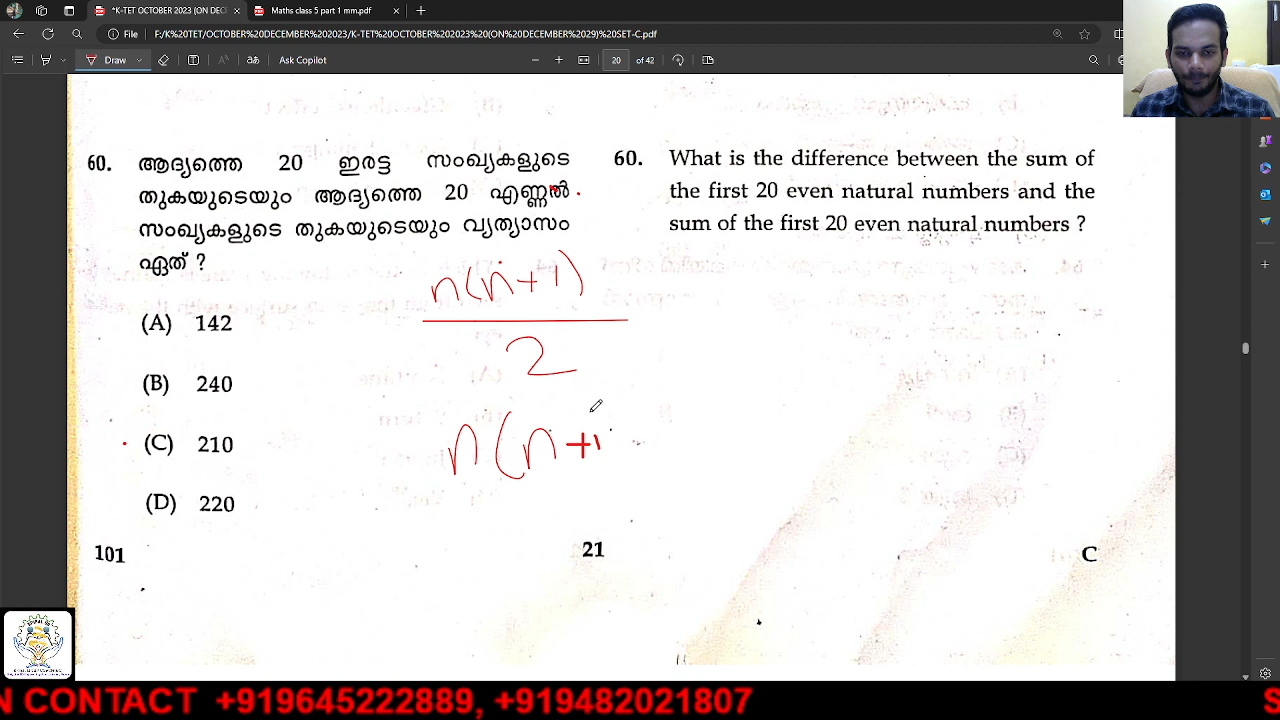 *K-TET OCTOBER 2023 (ON DEC
Maths class 5 part 1 mm.pdf
File
F:/K%20TET/OCTOBER%20DECEMBER%202023/K-TET%20OCTOBER%202023%20(ON%20DECEMBER%2029)%20SET-C.pdf
Draw
Ask Copilot
20 of 42
60. ആദ്യത്തെ 20 ഇരട്ട സംഖ്യകളുടെ
തുകയുടെയും ആദ്യത്തെ 20 എണ്ണൽ
സംഖ്യകളുടെ തുകയുടെയും വ്യത്യാസം
ഏത് ?
(A) 142
(B) 240
(C) 210
(D) 220
n(n+1)
2
n(n+1
60. What is the difference between the sum of
the first 20 even natural numbers and the
sum of the first 20 even natural numbers ?
101
21
C
N CONTACT +919645222889, +919482021807
S